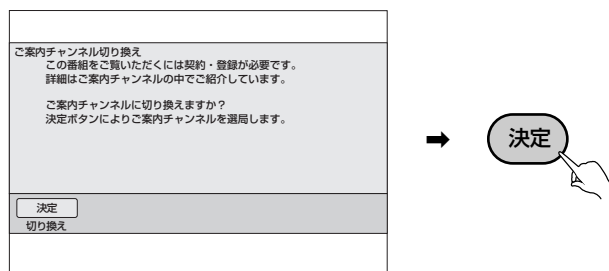 ご案内チャンネル切り換え
この番組をご覧いただくには契約・登録が必要です。
詳細はご案内チャンネルの中でご紹介しています。
ご案内チャンネルに切り換えますか？
決定ボタンによりご案内チャンネルを選局します。
決定
切り換え
決定